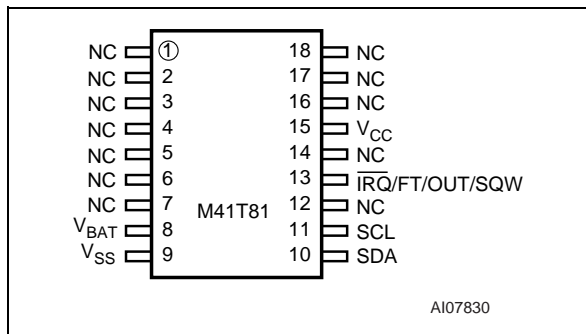 NC 1 18 NC
NC 2 17 NC
NC 3 16 NC
NC 4 15 VCC
NC 5 14 NC
NC 6 13 IRQ/FT/OUT/SQW
NC 7 M41T81 12 NC
VBAT 8 11 SCL
VSS 9 10 SDA
AI07830